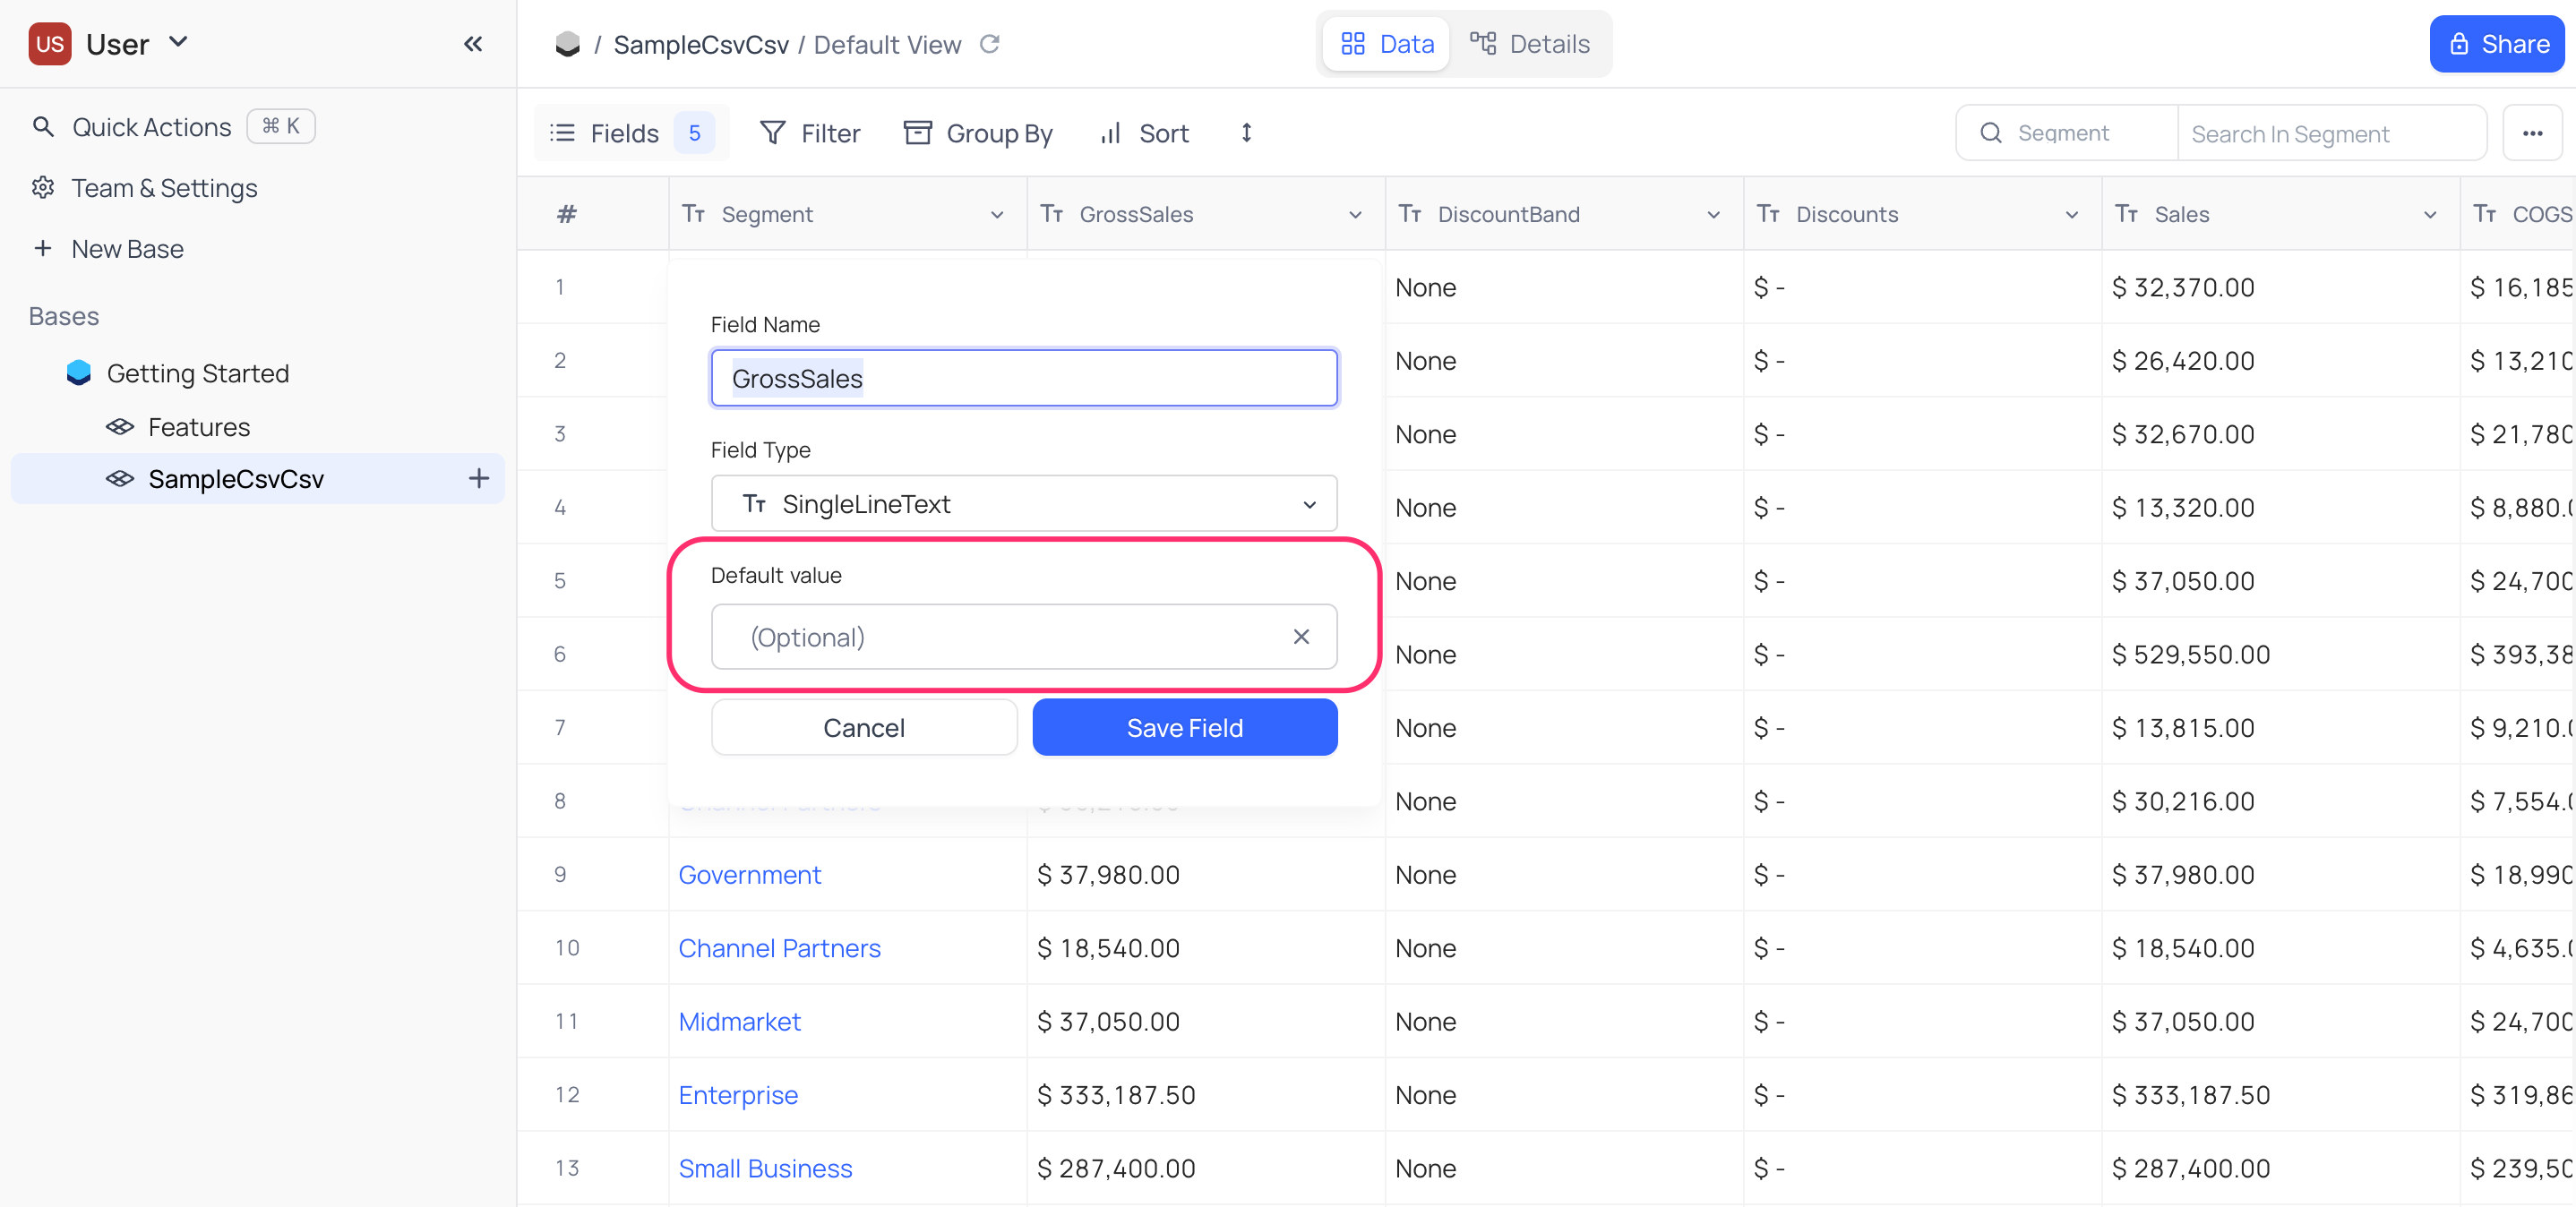 US User
/ SampleCsvCsv / Default View
Data
Details
Share
Quick Actions ⌘ K
Team & Settings
+ New Base
Bases
Getting Started
Features
SampleCsvCsv +
Fields 5
Filter
Group By
Sort
Segment
Search In Segment
# Segment GrossSales DiscountBand Discounts Sales COGS
Field Name
GrossSales
Field Type
SingleLineText
Default value
(Optional)
Cancel
Save Field
1 None $ - $ 32,370.00 $ 16,185
2 None $ - $ 26,420.00 $ 13,210
3 None $ - $ 32,670.00 $ 21,780
4 None $ - $ 13,320.00 $ 8,880.
5 None $ - $ 37,050.00 $ 24,700
6 None $ - $ 529,550.00 $ 393,38
7 None $ - $ 13,815.00 $ 9,210.
8 None $ - $ 30,216.00 $ 7,554.
9 Government $ 37,980.00 None $ - $ 37,980.00 $ 18,990
10 Channel Partners $ 18,540.00 None $ - $ 18,540.00 $ 4,635.
11 Midmarket $ 37,050.00 None $ - $ 37,050.00 $ 24,700
12 Enterprise $ 333,187.50 None $ - $ 333,187.50 $ 319,86
13 Small Business $ 287,400.00 None $ - $ 287,400.00 $ 239,50